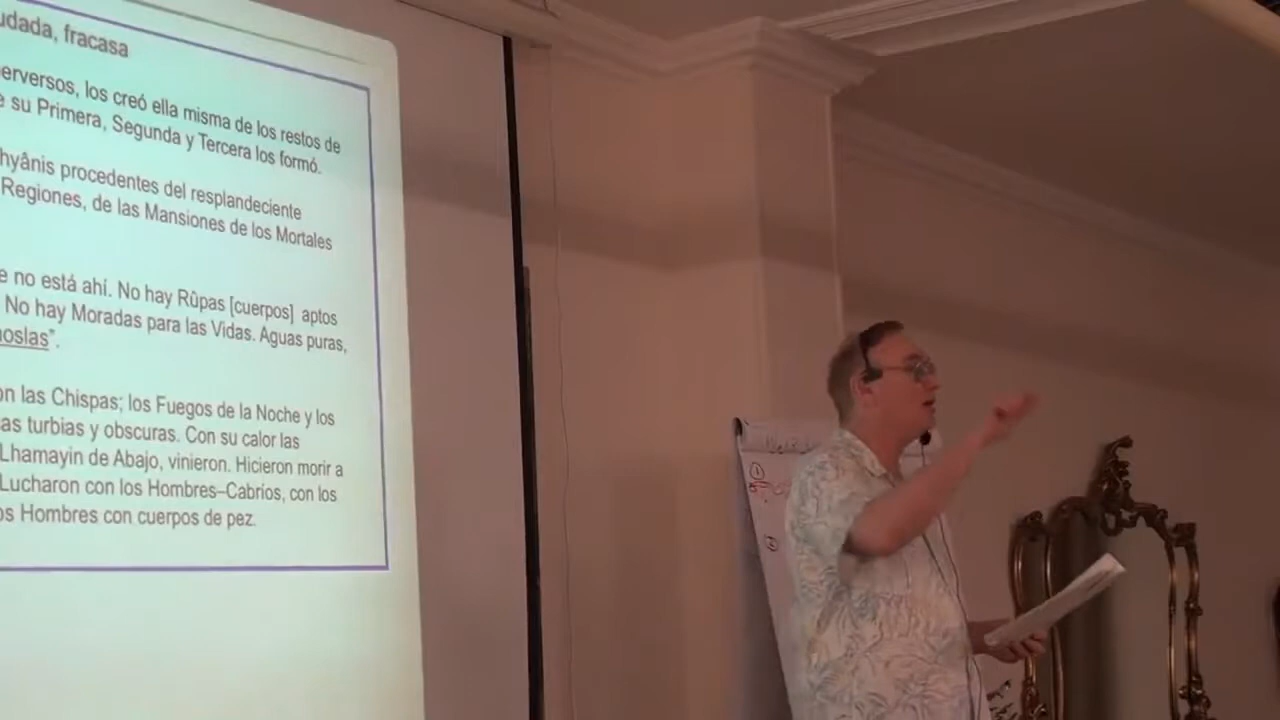 udada, fracasa
erversos, los creó ella misma de los restos de
e su Primera, Segunda y Tercera los formó.
hyânis procedentes del resplandeciente
Regiones, de las Mansiones de los Mortales
e no está ahí. No hay Rûpas [cuerpos] aptos
No hay Moradas para las Vidas. Aguas puras,
noslas".
on las Chispas; los Fuegos de la Noche y los
as turbias y obscuras. Con su calor las
Lhamayin de Abajo, vinieron. Hicieron morir a
Lucharon con los Hombres–Cabríos, con los
os Hombres con cuerpos de pez.
1
2